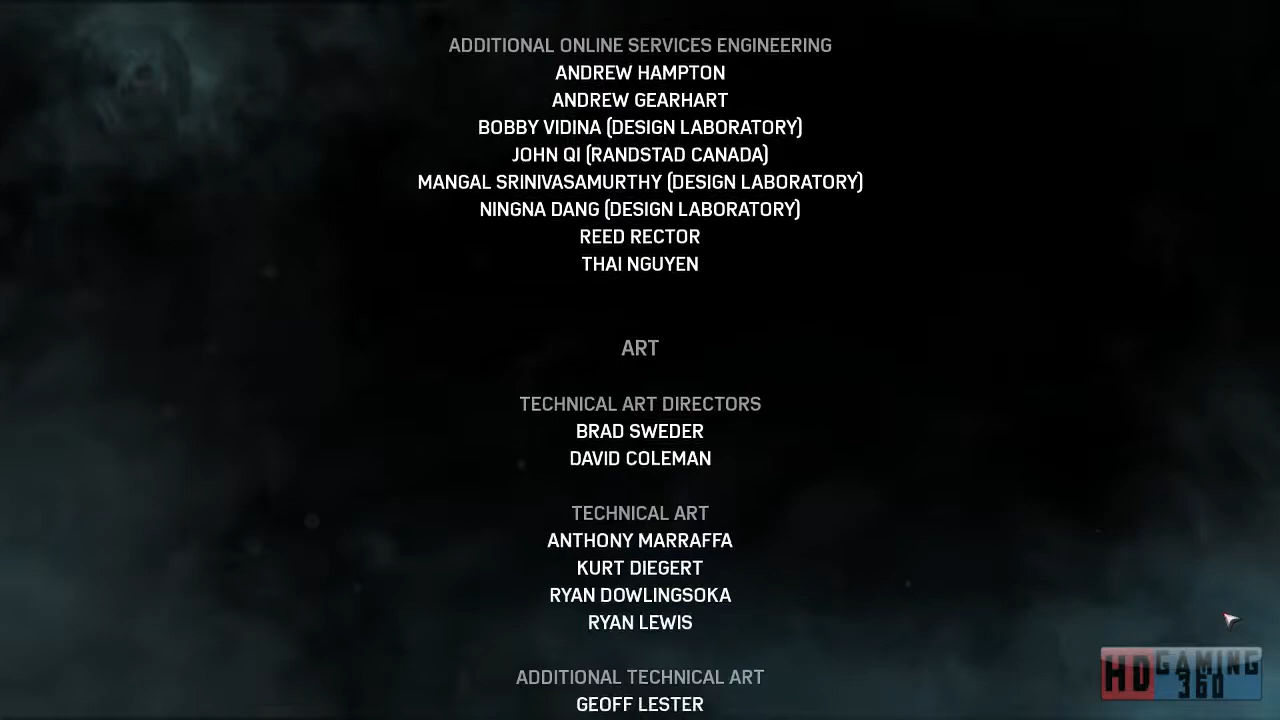 ADDITIONAL ONLINE SERVICES ENGINEERING
ANDREW HAMPTON
ANDREW GEARHART
BOBBY VIDINA (DESIGN LABORATORY)
JOHN QI (RANDSTAD CANADA)
MANGAL SRINIVASAMURTHY (DESIGN LABORATORY)
NINGNA DANG (DESIGN LABORATORY)
REED RECTOR
THAI NGUYEN
ART
TECHNICAL ART DIRECTORS
BRAD SWEDER
DAVID COLEMAN
TECHNICAL ART
ANTHONY MARRAFFA
KURT DIEGERT
RYAN DOWLINGSOKA
RYAN LEWIS
ADDITIONAL TECHNICAL ART
GEOFF LESTER
HD GAMING
360